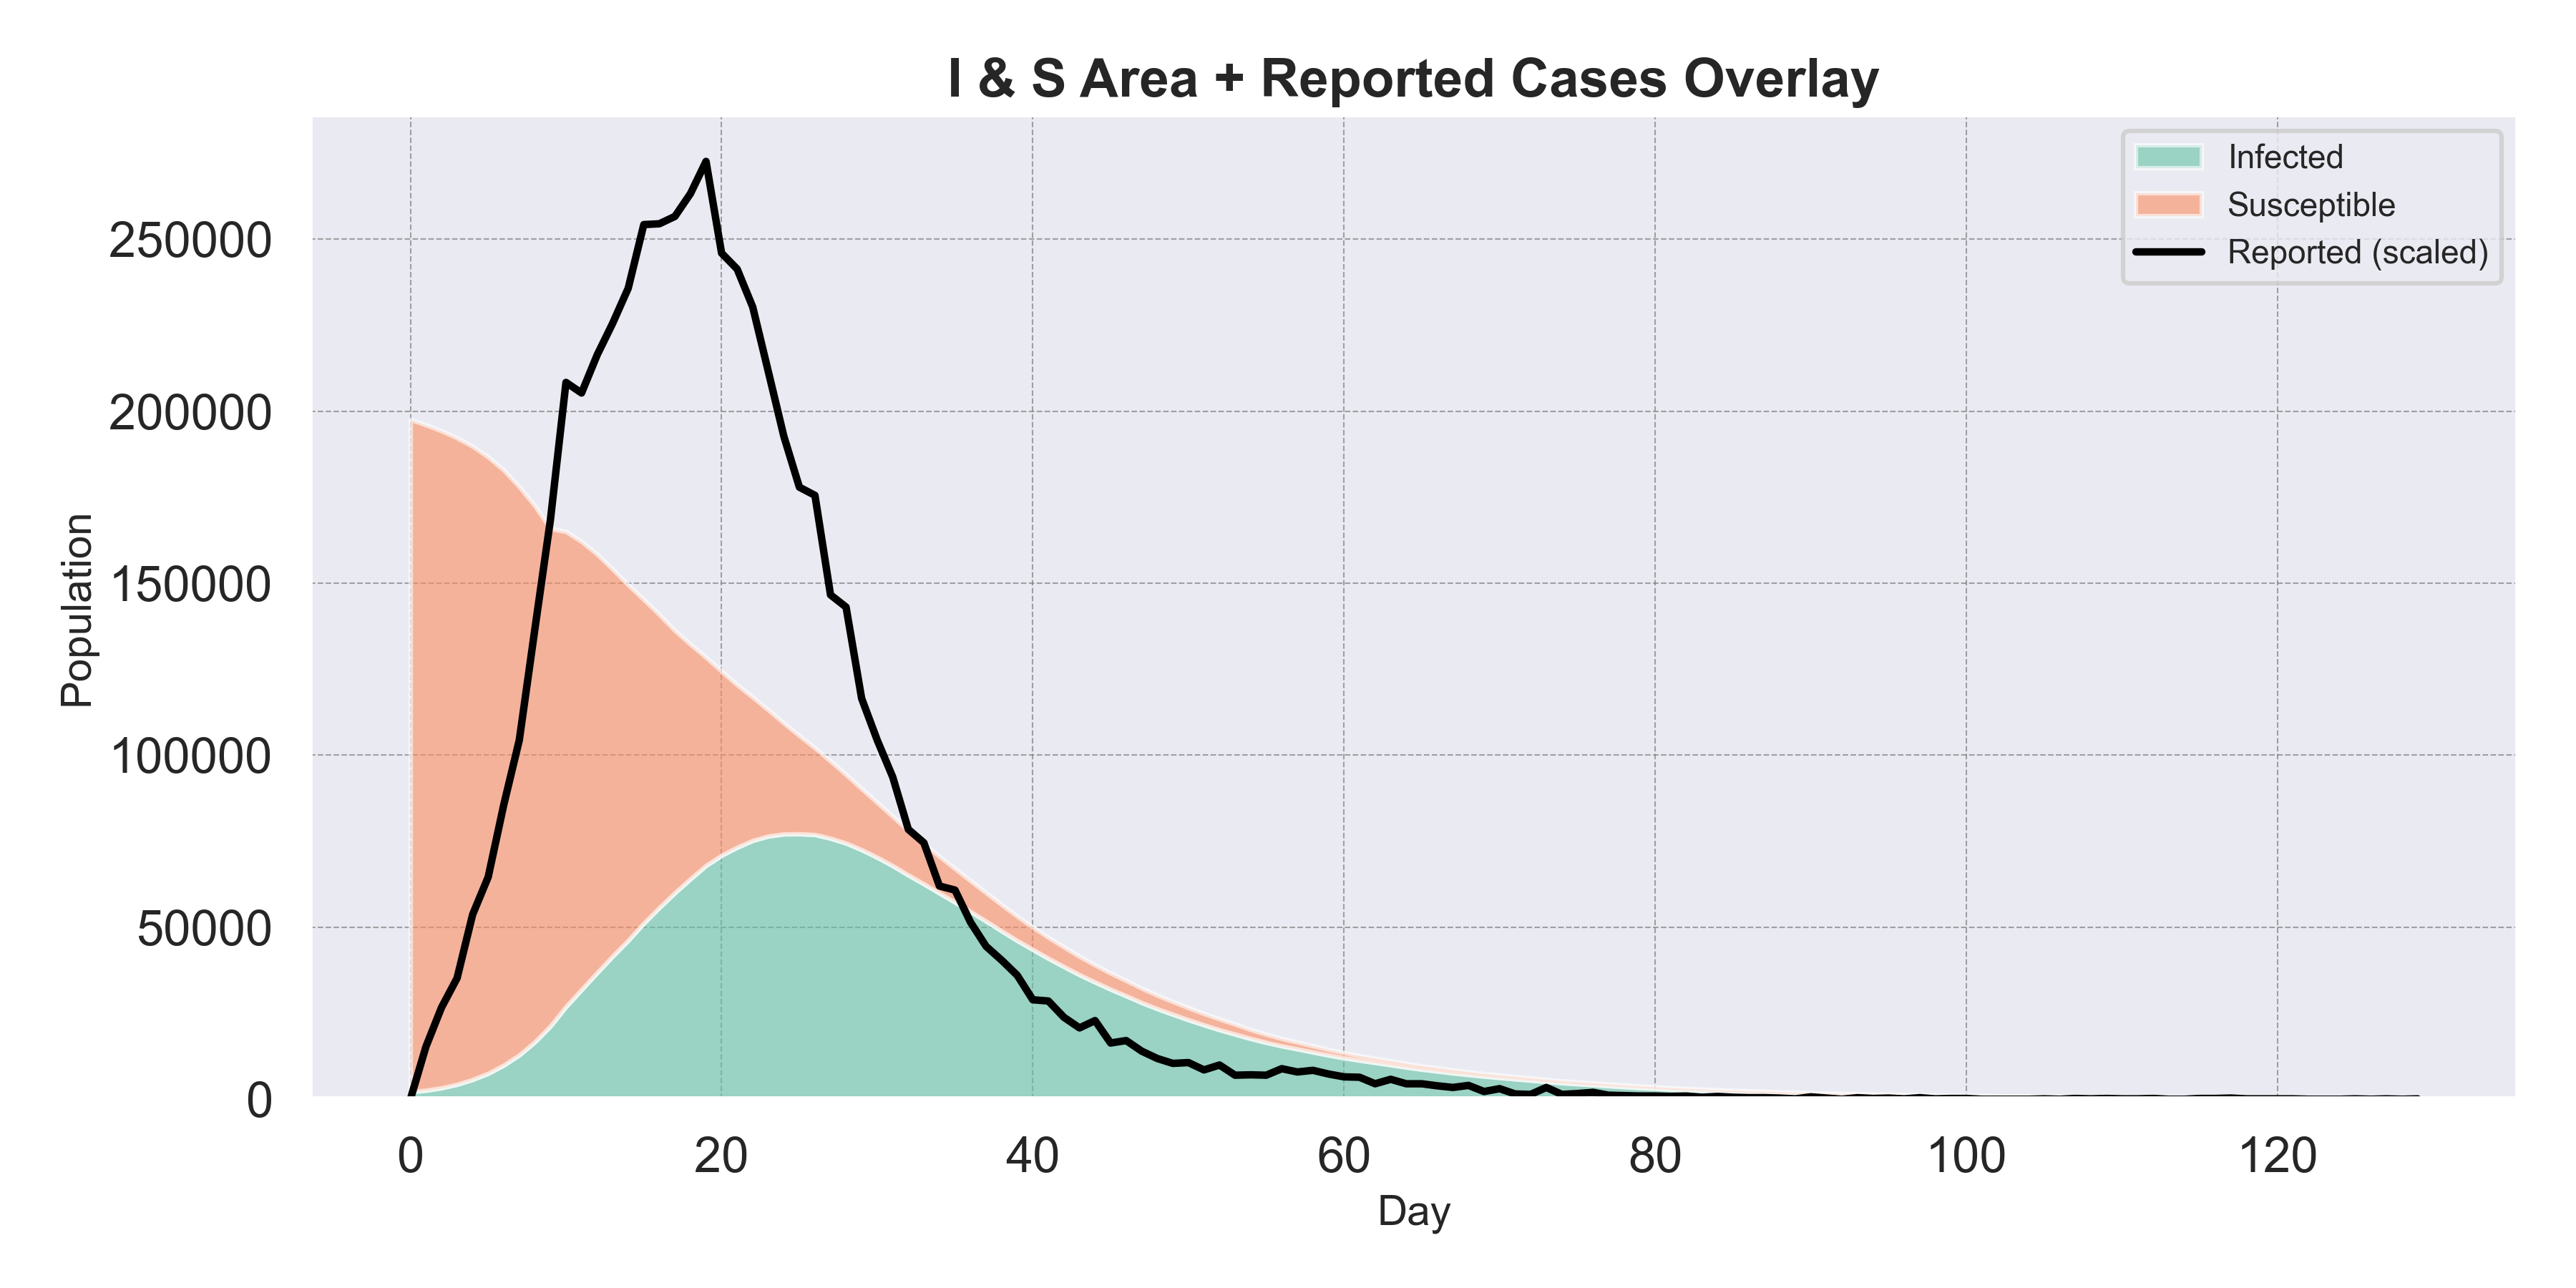 I & S Area + Reported Cases Overlay
Infected
Susceptible
Reported (scaled)
250000
200000
150000
100000
50000
0
Population
0 20 40 60 80 100 120
Day